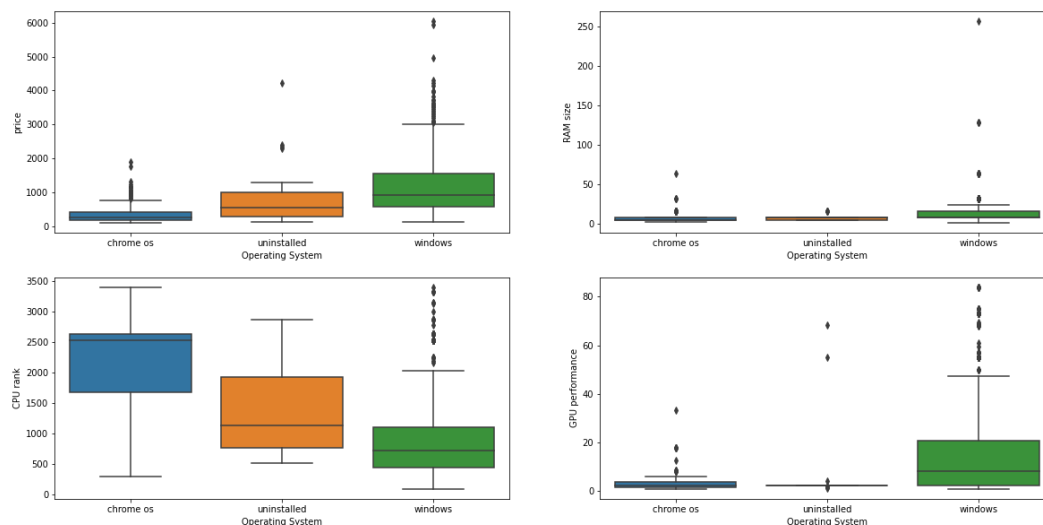 6000
5000
4000
3000
2000
1000
0
price
chrome os
uninstalled
windows
Operating System
250
200
150
100
50
0
RAM size
chrome os
uninstalled
windows
Operating System
3500
3000
2500
2000
1500
1000
500
0
CPU rank
chrome os
uninstalled
windows
Operating System
80
60
40
20
0
GPU performance
chrome os
uninstalled
windows
Operating System